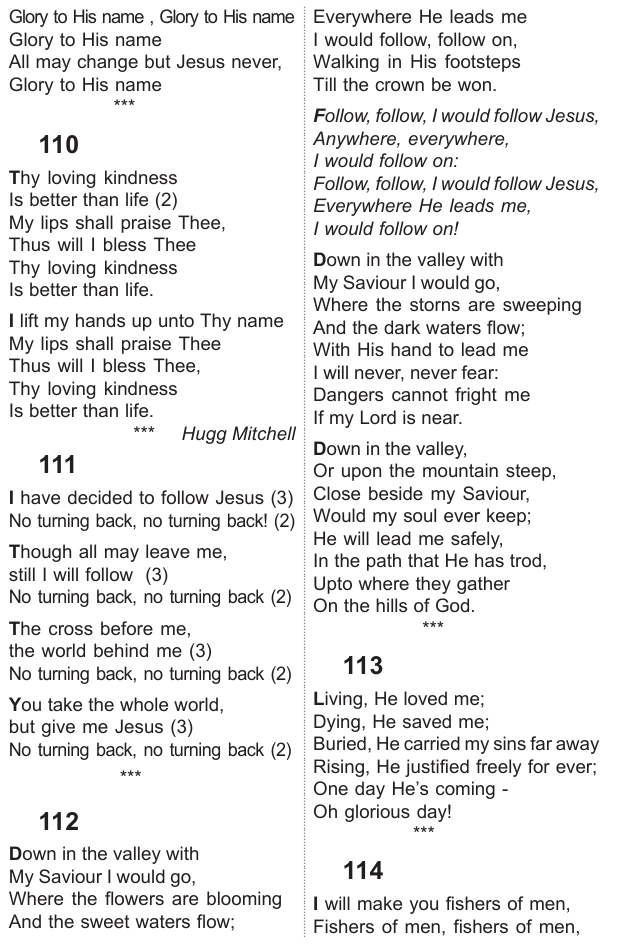 Glory to His name , Glory to His name
Glory to His name
All may change but Jesus never,
Glory to His name
***
110
Thy loving kindness
Is better than life (2)
My lips shall praise Thee,
Thus will I bless Thee
Thy loving kindness
Is better than life.
I lift my hands up unto Thy name
My lips shall praise Thee
Thus will I bless Thee,
Thy loving kindness
Is better than life.
*** Hugg Mitchell
111
I have decided to follow Jesus (3)
No turning back, no turning back! (2)
Though all may leave me,
still I will follow (3)
No turning back, no turning back (2)
The cross before me,
the world behind me (3)
No turning back, no turning back (2)
You take the whole world,
but give me Jesus (3)
No turning back, no turning back (2)
***
112
Down in the valley with
My Saviour I would go,
Where the flowers are blooming
And the sweet waters flow;
Everywhere He leads me
I would follow, follow on,
Walking in His footsteps
Till the crown be won.
Follow, follow, I would follow Jesus,
Anywhere, everywhere,
I would follow on:
Follow, follow, I would follow Jesus,
Everywhere He leads me,
I would follow on!
Down in the valley with
My Saviour I would go,
Where the storns are sweeping
And the dark waters flow;
With His hand to lead me
I will never, never fear:
Dangers cannot fright me
If my Lord is near.
Down in the valley,
Or upon the mountain steep,
Close beside my Saviour,
Would my soul ever keep;
He will lead me safely,
In the path that He has trod,
Upto where they gather
On the hills of God.
***
113
Living, He loved me;
Dying, He saved me;
Buried, He carried my sins far away
Rising, He justified freely for ever;
One day He's coming -
Oh glorious day!
***
114
I will make you fishers of men,
Fishers of men, fishers of men,